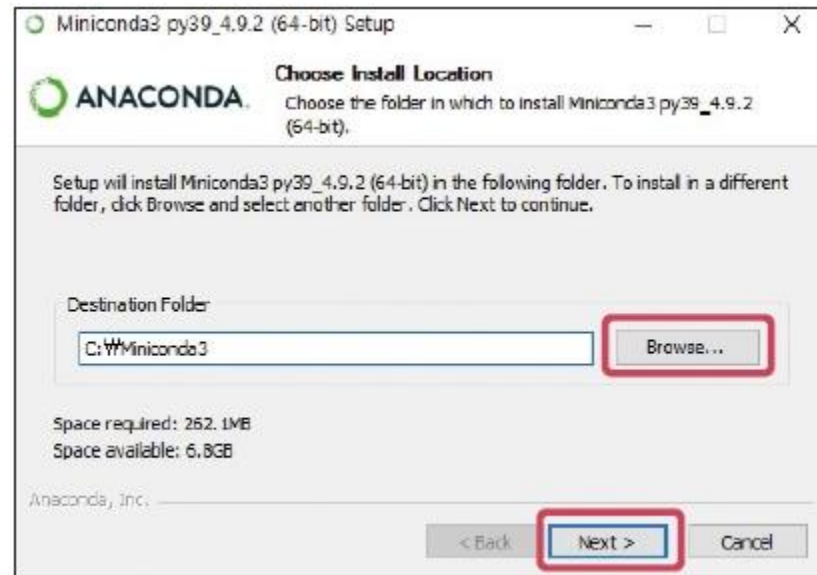 Miniconda3 py39_4.9.2 (64-bit) Setup
ANACONDA.
Choose Install Location
Choose the folder in which to install Miniconda3 py39_4.9.2
(64-bit).
Setup will install Miniconda3 py39_4.9.2 (64-bit) in the following folder. To install in a different
folder, click Browse and select another folder. Click Next to continue.
Destination Folder
C:₩Miniconda3
Browse...
Space required: 262.1MB
Space available: 6.8GB
Anaconda, Inc.
< Back
Next >
Cancel